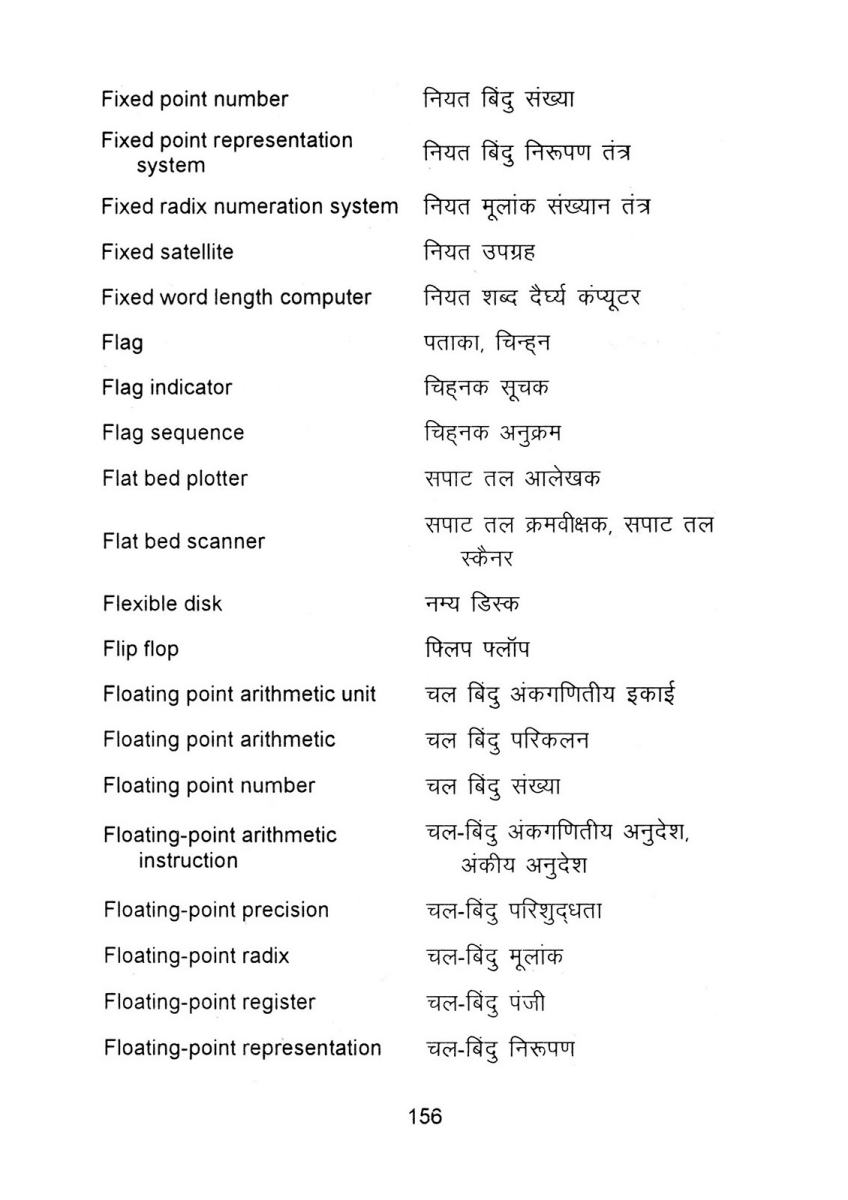 Fixed point number नियत बिंदु संख्या
Fixed point representation
system नियत बिंदु निरूपण तंत्र
Fixed radix numeration system नियत मूलांक संख्यान तंत्र
Fixed satellite नियत उपग्रह
Fixed word length computer नियत शब्द दैर्घ्य कंप्यूटर
Flag पताका, चिन्ह्न
Flag indicator चिह्नक सूचक
Flag sequence चिह्नक अनुक्रम
Flat bed plotter सपाट तल आलेखक
Flat bed scanner सपाट तल क्रमवीक्षक, सपाट तल
स्कैनर
Flexible disk नम्य डिस्क
Flip flop फ्लिप फ्लॉप
Floating point arithmetic unit चल बिंदु अंकगणितीय इकाई
Floating point arithmetic चल बिंदु परिकलन
Floating point number चल बिंदु संख्या
Floating-point arithmetic चल-बिंदु अंकगणितीय अनुदेश,
instruction अंकीय अनुदेश
Floating-point precision चल-बिंदु परिशुद्धता
Floating-point radix चल-बिंदु मूलांक
Floating-point register चल-बिंदु पंजी
Floating-point representation चल-बिंदु निरूपण
156